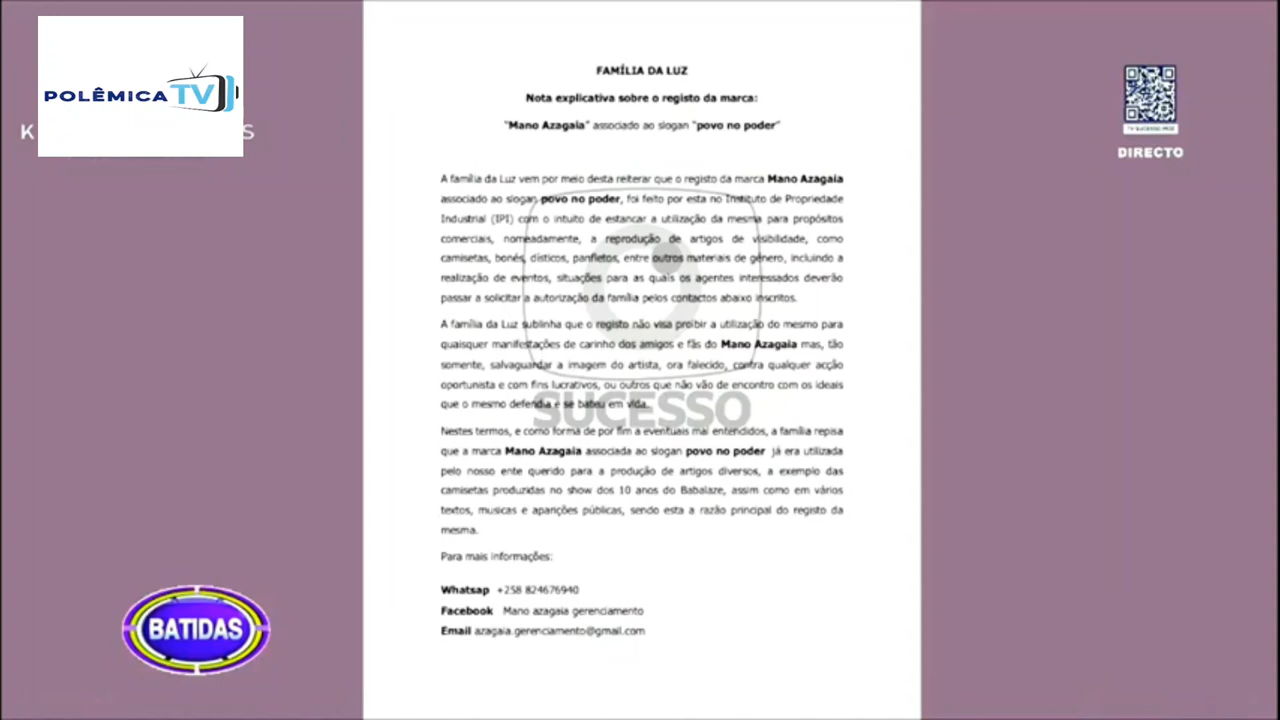 POLÊMICA TV
K
S
TV SUCESSO MOZ
DIRECTO
FAMÍLIA DA LUZ
Nota explicativa sobre o registo da marca:
"Mano Azagaia" associado ao slogan "povo no poder"
A família da Luz vem por meio desta reiterar que o registo da marca Mano Azagaia
associado ao slogan povo no poder, foi feito por esta no Instituto de Propriedade
Industrial (IPI) com o intuito de estancar a utilização da mesma para propósitos
comerciais, nomeadamente, a reprodução de artigos de visibilidade, como
camisetas, bonés, dísticos, panfletos, entre outros materiais de género, incluindo a
realização de eventos, situações para as quais os agentes interessados deverão
passar a solicitar a autorização da família pelos contactos abaixo inscritos.
A família da Luz sublinha que o registo não visa proibir a utilização do mesmo para
quaisquer manifestações de carinho dos amigos e fãs do Mano Azagaia mas, tão
somente, salvaguardar a imagem do artista, ora falecido, contra qualquer acção
oportunista e com fins lucrativos, ou outros que não vão de encontro com os ideais
que o mesmo defendia e se bateu em vida.
SUCESSO
Nestes termos, e como forma de por fim a eventuais mal entendidos, a família repisa
que a marca Mano Azagaia associada ao slogan povo no poder já era utilizada
pelo nosso ente querido para a produção de artigos diversos, a exemplo das
camisetas produzidas no show dos 10 anos do Babalaze, assim como em vários
textos, musicas e aparições públicas, sendo esta a razão principal do registo da
mesma.
Para mais informações:
Whatsap +258 824676940
Facebook Mano azagaia gerenciamento
Email azagaia.gerenciamento@gmail.com
BATIDAS